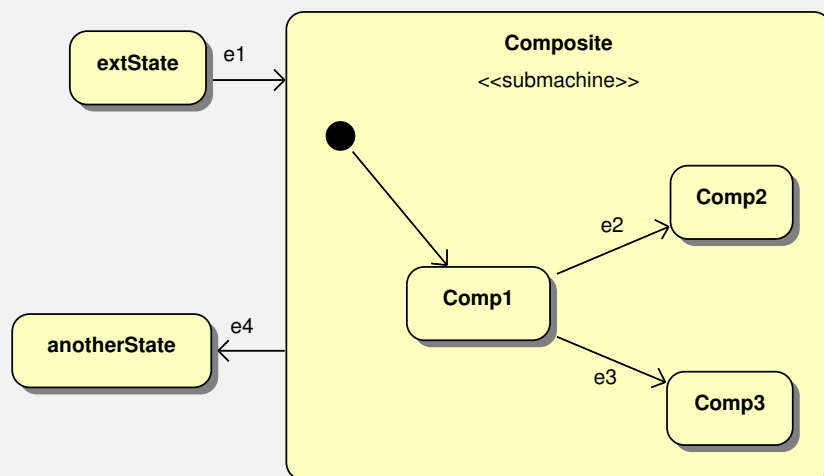 Composite
<<submachine>>
extState
e1
Comp2
e2
Comp1
anotherState
e4
e3
Comp3